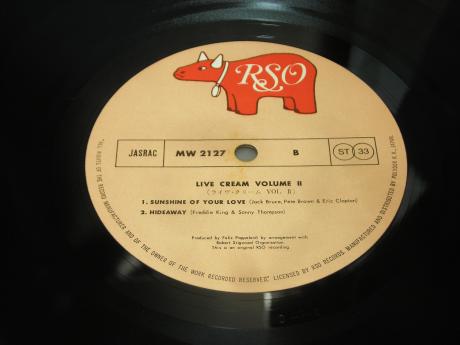 RSO
JASRAC MW 2127 B ST 33
LIVE CREAM VOLUME II
(ライヴ・クリーム VOL. II)
1. SUNSHINE OF YOUR LOVE (Jack Bruce, Pete Brown & Eric Clapton)
2. HIDEAWAY (Freddie King & Sonny Thompson)
Produced by Felix Pappalardi by arrangement with
Robert Stigwood Organisation.
This is an original RSO recording.
"ALL RIGHTS OF THE RECORD MANUFACTURER AND OF THE OWNER OF THE WORK RECORDED RESERVED". LICENSED BY RSO RECORDS. MANUFACTURED AND DISTRIBUTED BY POLYDOR K.K., JAPAN.